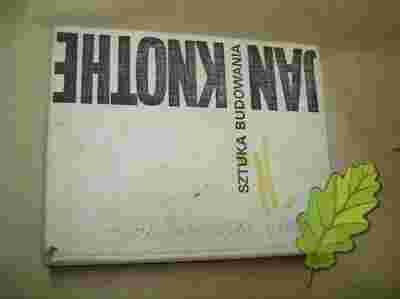 JAN KNOTHE
SZTUKA BUDOWANIA